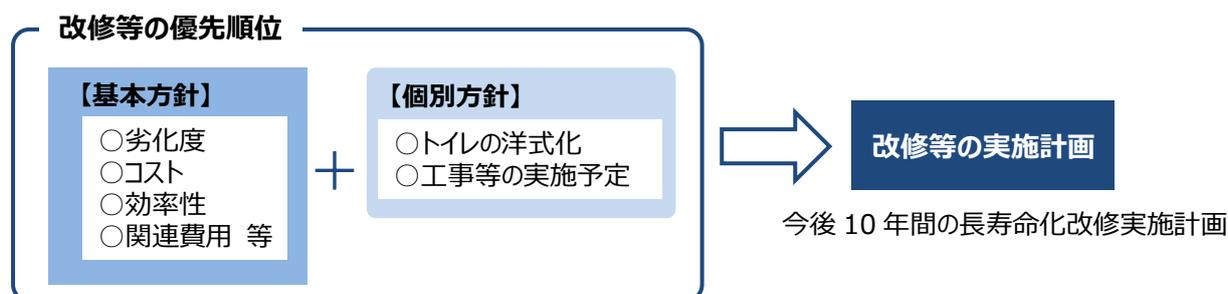 改修等の優先順位
【基本方針】
○劣化度
○コスト
○効率性
○関連費用 等
+
【個別方針】
○トイレの洋式化
○工事等の実施予定
改修等の実施計画
今後 10 年間の長寿命化改修実施計画